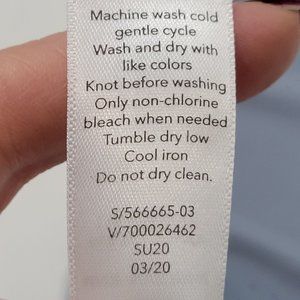 Machine wash cold
gentle cycle
Wash and dry with
like colors
Knot before washing
Only non-chlorine
bleach when needed
Tumble dry low
Cool iron
Do not dry clean.
S/566665-03
V/700026462
SU20
03/20